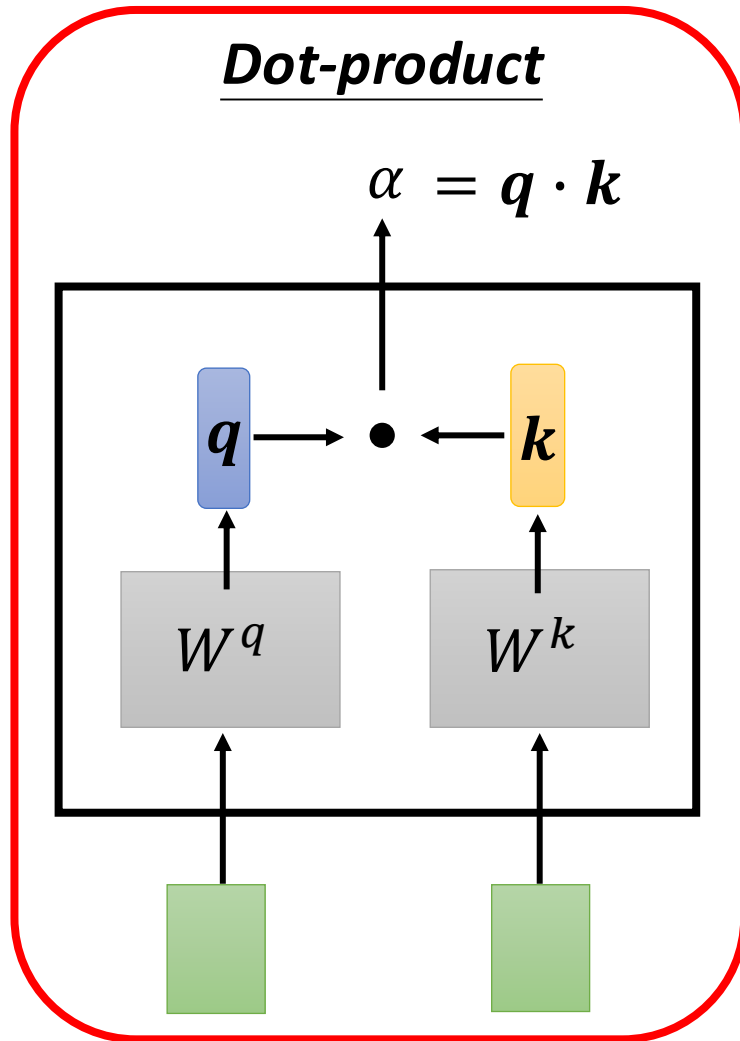 Dot-product
α = q · k
q k
W^q W^k